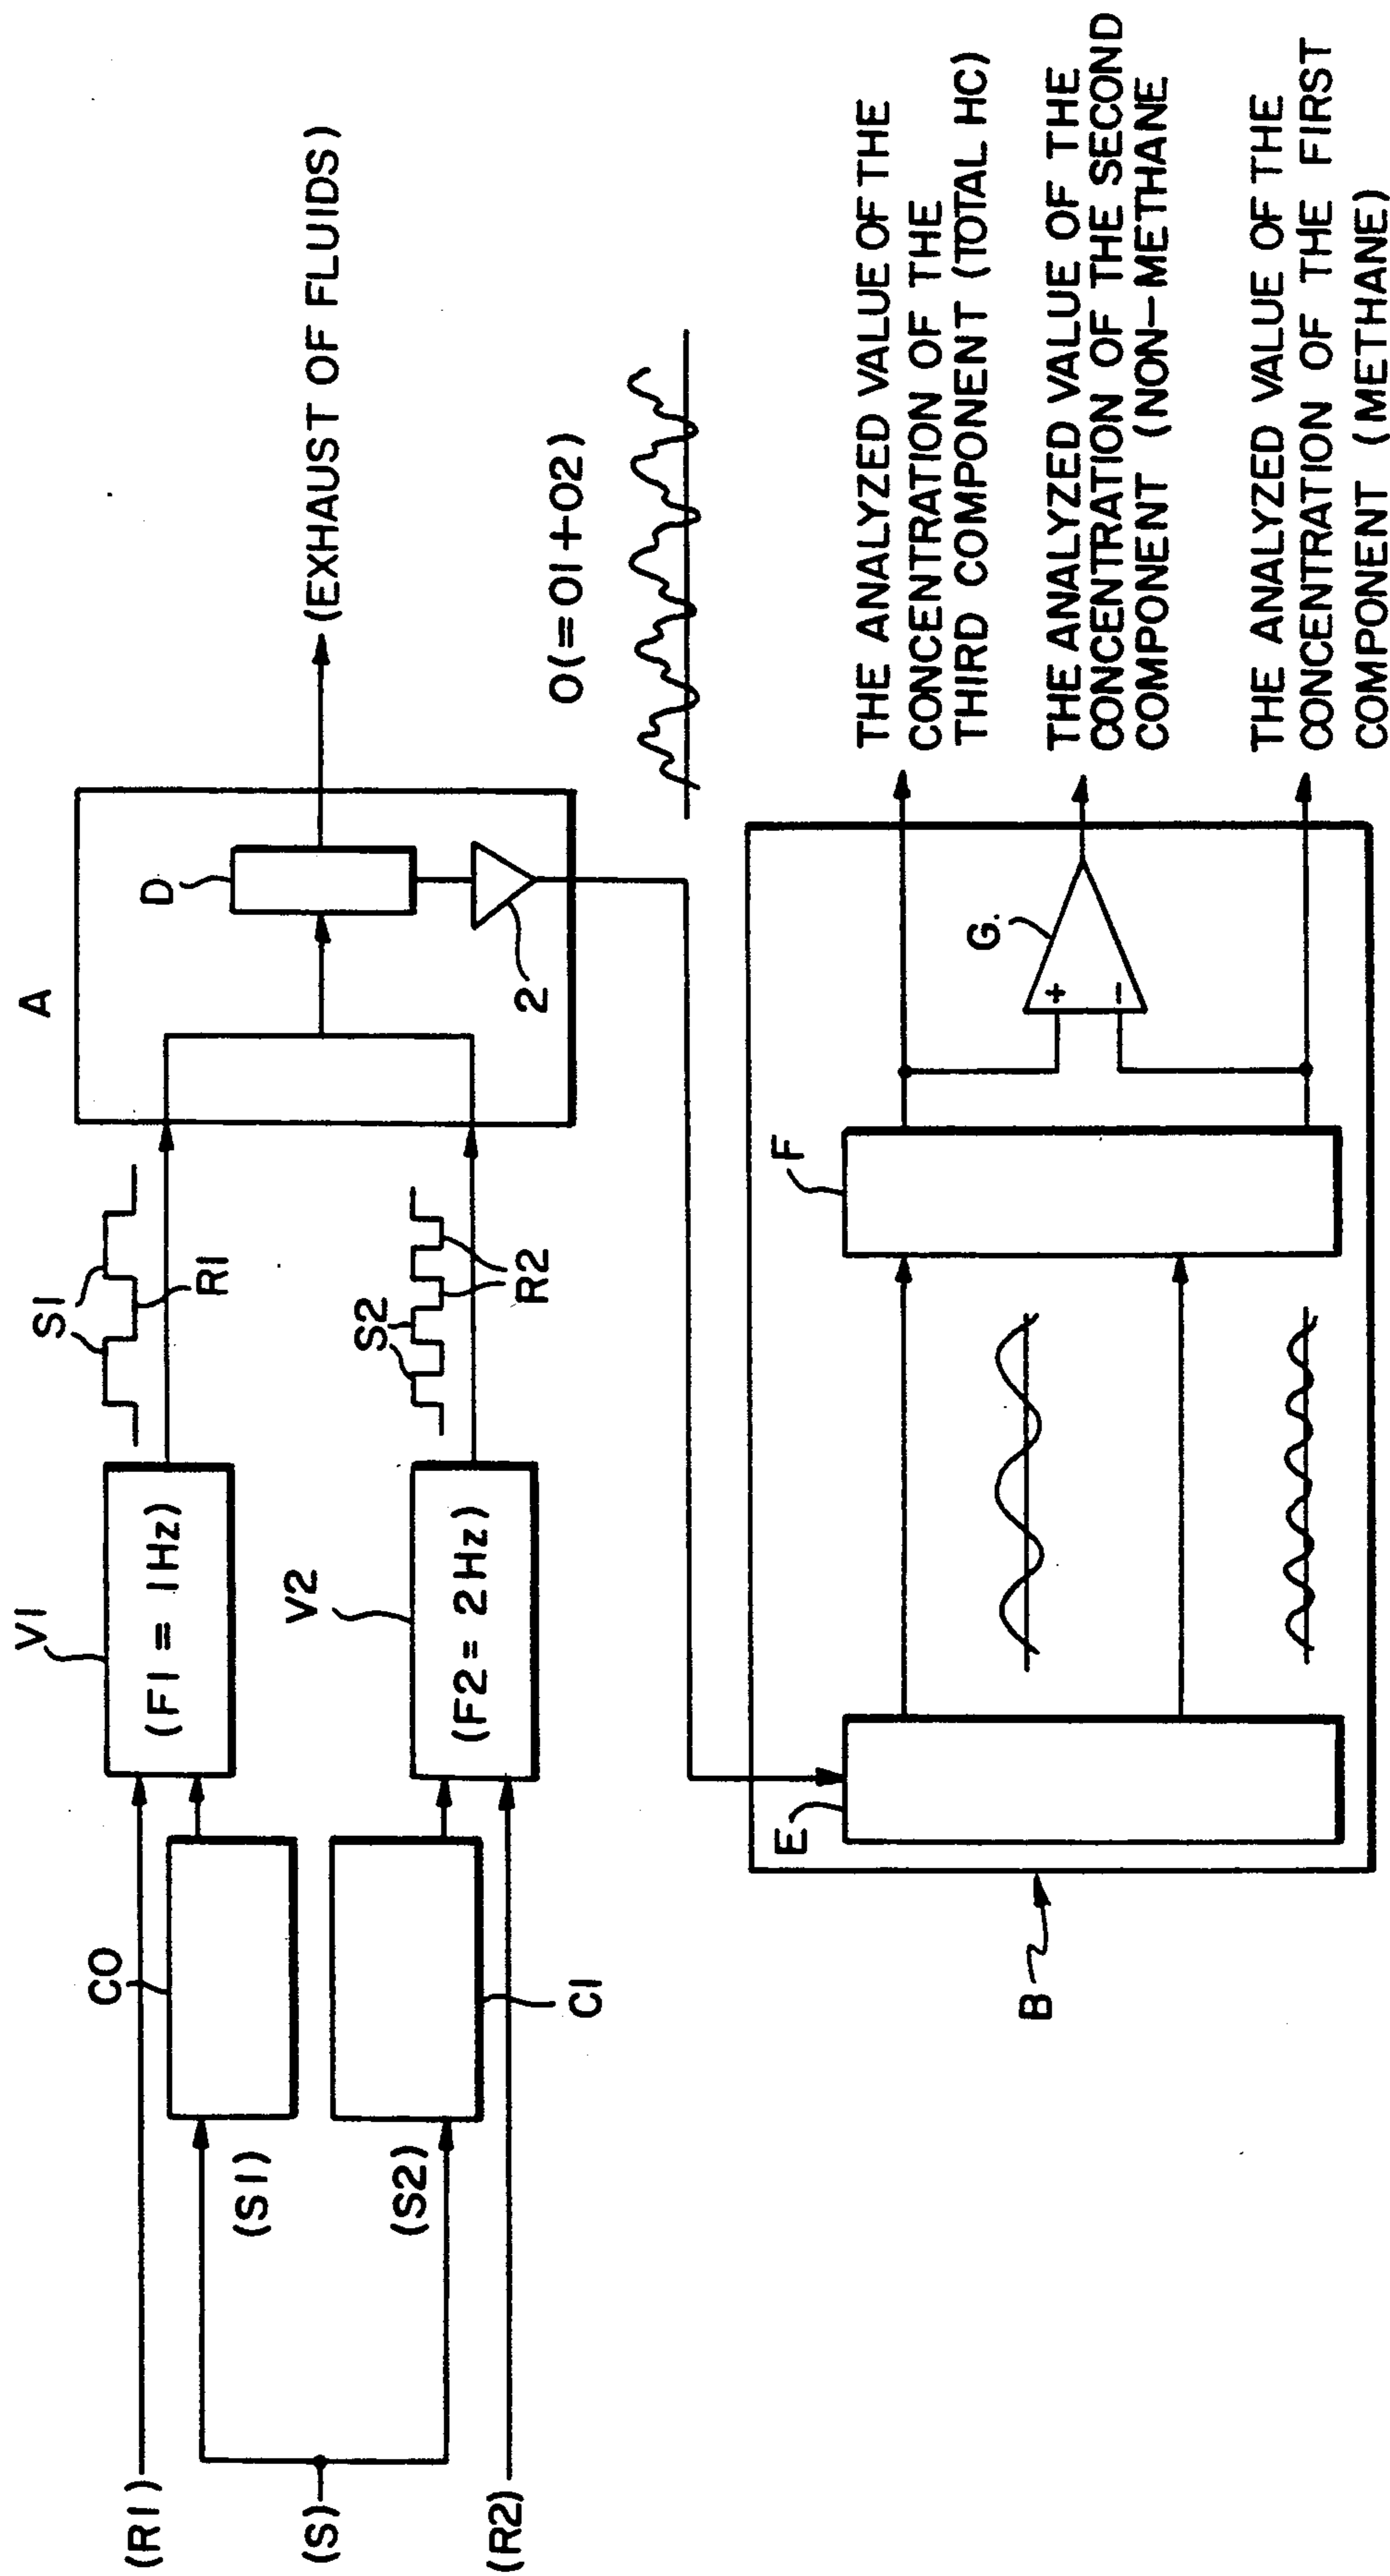 (R1)
(S)
(R2)
(S1)
(S2)
CO
C1
V1
(F1 = 1Hz)
V2
(F2 = 2Hz)
S1
R1
S2
R2
A
D
2
(EXHAUST OF FLUIDS)
O(=O1+O2)
B
E
F
G.
+
−
THE ANALYZED VALUE OF THE
CONCENTRATION OF THE
THIRD COMPONENT (TOTAL HC)
THE ANALYZED VALUE OF THE
CONCENTRATION OF THE SECOND
COMPONENT (NON-METHANE
THE ANALYZED VALUE OF THE
CONCENTRATION OF THE FIRST
COMPONENT (METHANE)